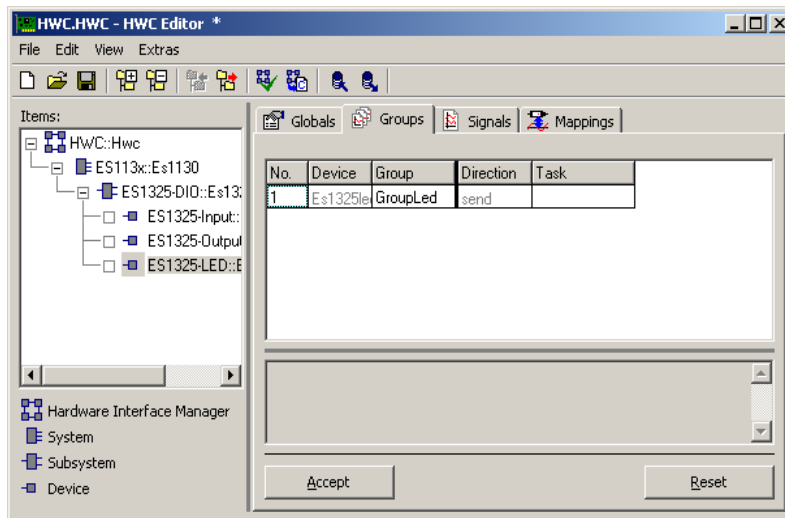 HWC.HWC - HWC Editor *
File Edit View Extras
Items:
HWC::Hwc
ES113x::Es1130
ES1325-DIO::Es13
ES1325-Input::
ES1325-Output
ES1325-LED::E
Hardware Interface Manager
System
Subsystem
Device
Globals Groups Signals Mappings
No. Device Group Direction Task
1 Es1325le GroupLed send
Accept Reset